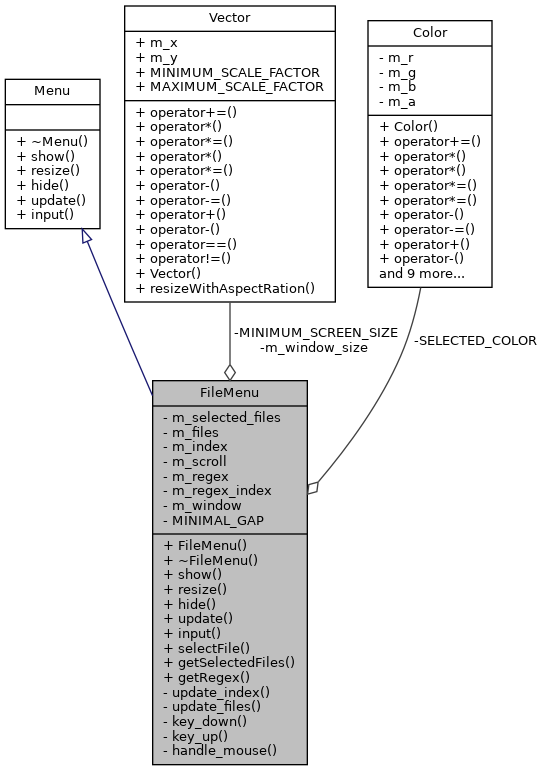 Menu
+ ~Menu()
+ show()
+ resize()
+ hide()
+ update()
+ input()
Vector
+ m_x
+ m_y
+ MINIMUM_SCALE_FACTOR
+ MAXIMUM_SCALE_FACTOR
+ operator+=()
+ operator*()
+ operator*=()
+ operator*()
+ operator*=()
+ operator-()
+ operator-=()
+ operator+()
+ operator-()
+ operator==()
+ operator!=()
+ Vector()
+ resizeWithAspectRation()
Color
- m_r
- m_g
- m_b
- m_a
+ Color()
+ operator+=()
+ operator*()
+ operator*()
+ operator*=()
+ operator*=()
+ operator-()
+ operator-=()
+ operator+()
+ operator-()
and 9 more...
-MINIMUM_SCREEN_SIZE
-m_window_size
-SELECTED_COLOR
FileMenu
- m_selected_files
- m_files
- m_index
- m_scroll
- m_regex
- m_regex_index
- m_window
- MINIMAL_GAP
+ FileMenu()
+ ~FileMenu()
+ show()
+ resize()
+ hide()
+ update()
+ input()
+ selectFile()
+ getSelectedFiles()
+ getRegex()
- update_index()
- update_files()
- key_down()
- key_up()
- handle_mouse()